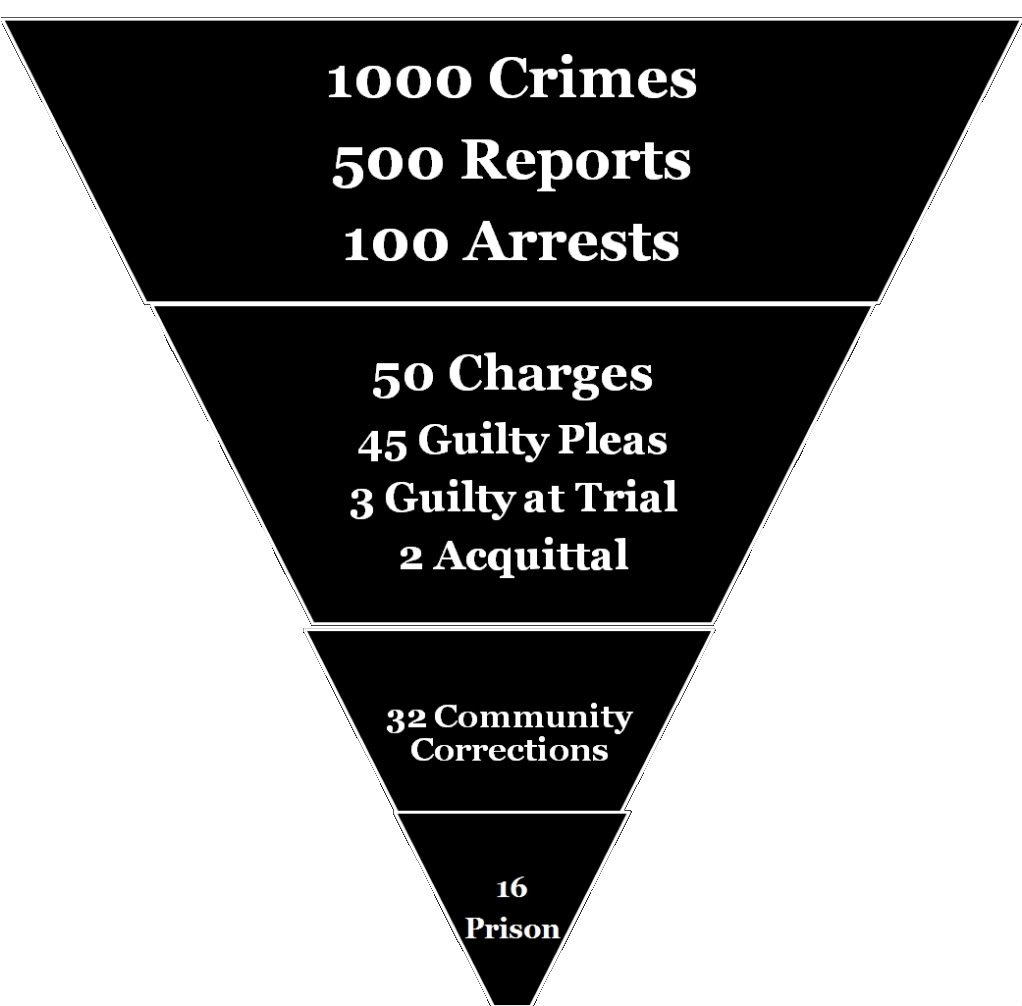 1000 Crimes
500 Reports
100 Arrests
50 Charges
45 Guilty Pleas
3 Guilty at Trial
2 Acquittal
32 Community
Corrections
16
Prison